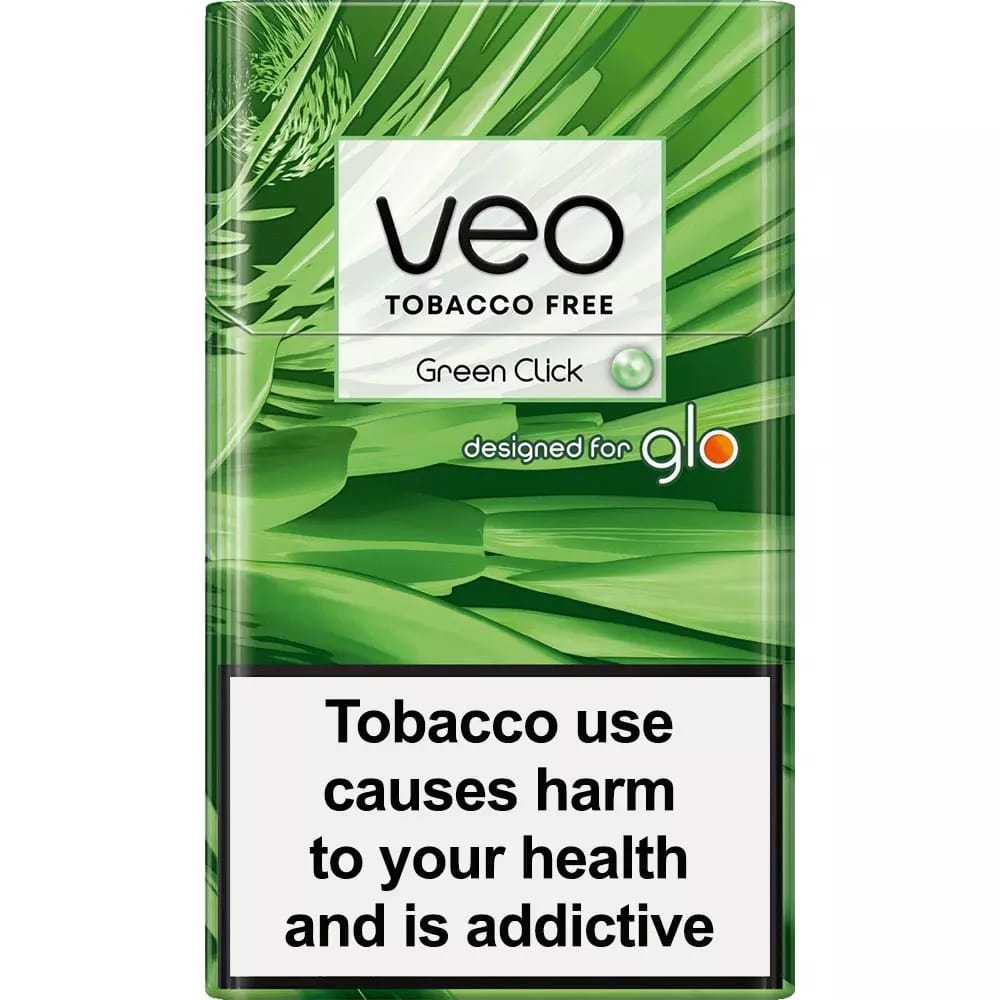 veo
TOBACCO FREE
Green Click
designed for glo
Tobacco use
causes harm
to your health
and is addictive